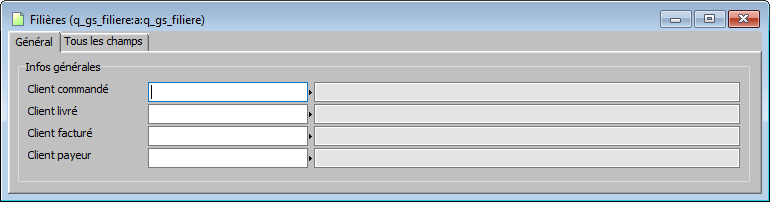 Filières (q_gs_filiere:a:q_gs_filiere)
Général Tous les champs
Infos générales
Client commandé
Client livré
Client facturé
Client payeur